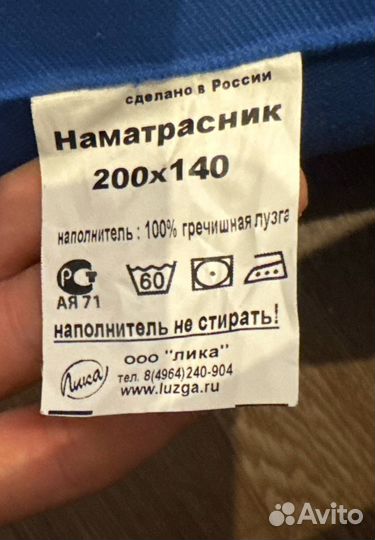 сделано в России
Наматрасник
200х140
наполнитель : 100% гречишная лузга
РСТ
60
АЯ 71
наполнитель не стирать!
Лика
ООО "ЛИКА"
тел. 8(4964)240-904
www.luzga.ru
Avito